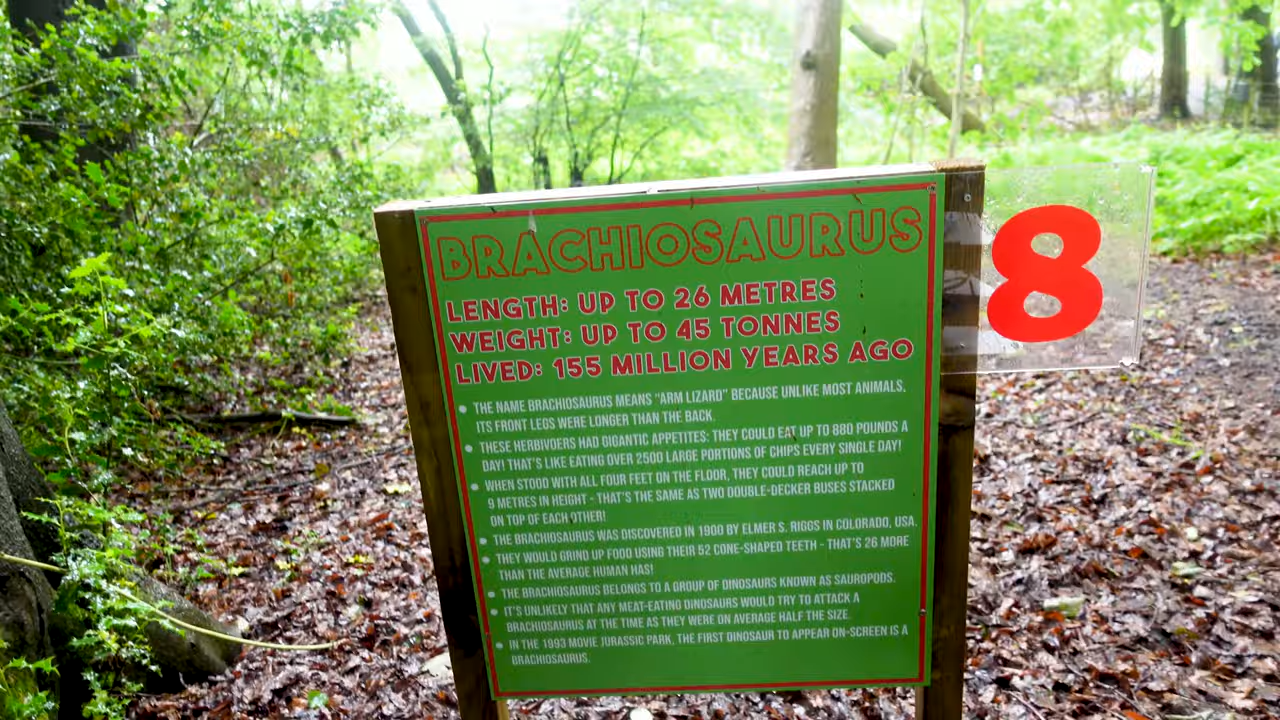 BRACHIOSAURUS
8
LENGTH: UP TO 26 METRES
WEIGHT: UP TO 45 TONNES
LIVED: 155 MILLION YEARS AGO
• THE NAME BRACHIOSAURUS MEANS "ARM LIZARD" BECAUSE UNLIKE MOST ANIMALS,
ITS FRONT LEGS WERE LONGER THAN THE BACK.
• THESE HERBIVOERS HAD GIGANTIC APPETITES: THEY COULD EAT UP TO 880 POUNDS A
DAY! THAT'S LIKE EATING OVER 2500 LARGE PORTIONS OF CHIPS EVERY SINGLE DAY!
• WHEN STOOD WITH ALL FOUR FEET ON THE FLOOR, THEY COULD REACH UP TO
9 METRES IN HEIGHT - THAT'S THE SAME AS TWO DOUBLE-DECKER BUSES STACKED
ON TOP OF EACH OTHER!
• THE BRACHIOSAURUS WAS DISCOVERED IN 1900 BY ELMER S. RIGGS IN COLORADO, USA.
• THEY WOULD GRIND UP FOOD USING THEIR 52 CONE-SHAPED TEETH - THAT'S 26 MORE
THAN THE AVERAGE HUMAN HAS!
• THE BRACHIOSAURUS BELONGS TO A GROUP OF DINOSAURS KNOWN AS SAUROPODS.
• IT'S UNLIKELY THAT ANY MEAT-EATING DINOSAURS WOULD TRY TO ATTACK A
BRACHIOSAURUS AT THE TIME AS THEY WERE ON AVERAGE HALF THE SIZE.
• IN THE 1993 MOVIE JURASSIC PARK, THE FIRST DINOSAUR TO APPEAR ON-SCREEN IS A
BRACHIOSAURUS.